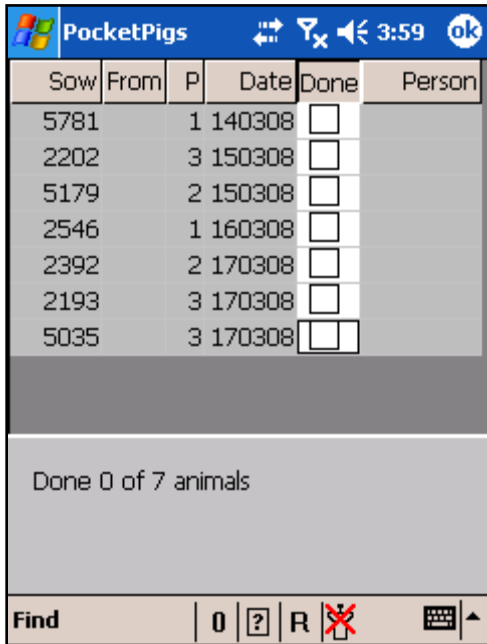 PocketPigs 3:59 ok
Sow From P Date Done Person
5781 1 140308
2202 3 150308
5179 2 150308
2546 1 160308
2392 2 170308
2193 3 170308
5035 3 170308
Done 0 of 7 animals
Find 0 ? R